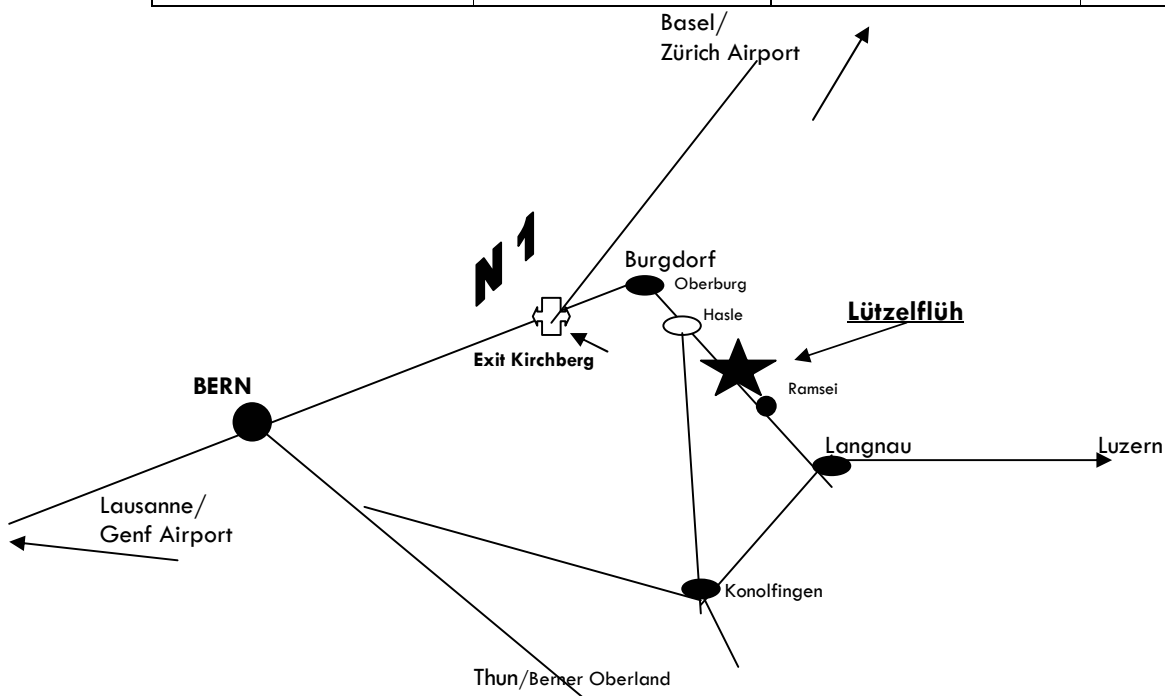 Basel/
Zürich Airport
N 1
Burgdorf
Oberburg
Hasle
Lützelflüh
Exit Kirchberg
Ramsei
BERN
Langnau
Luzern
Lausanne/
Genf Airport
Konolfingen
Thun/Berner Oberland